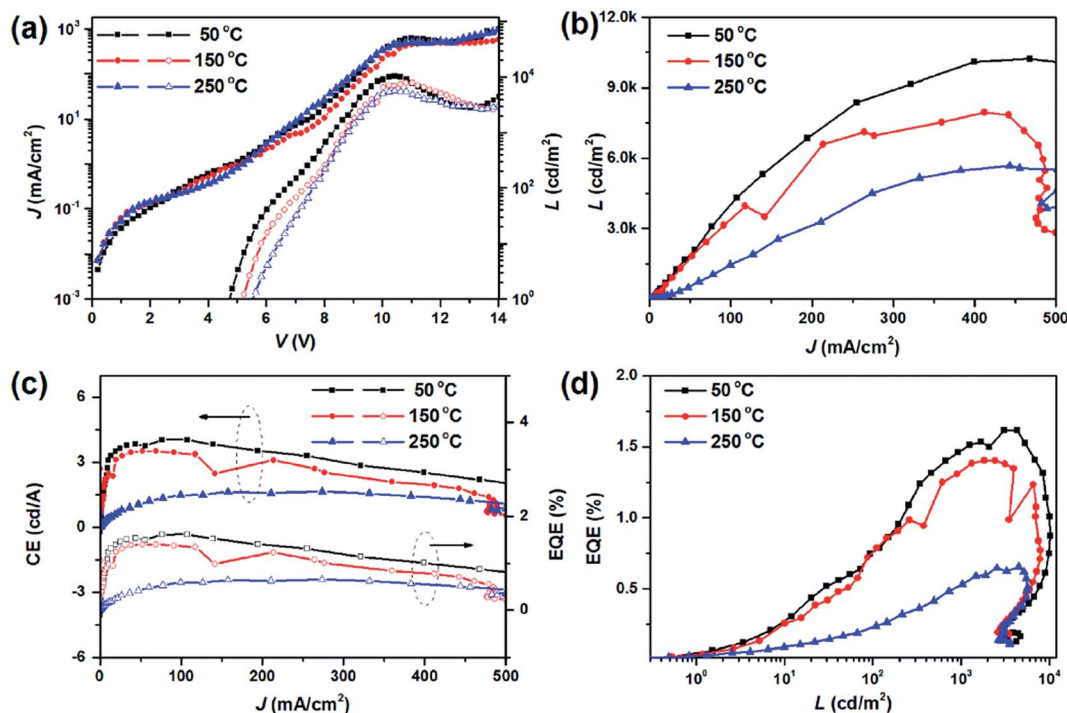 (a)
50 °C
150 °C
250 °C
10³
10¹
10⁻¹
10⁻³
J (mA/cm²)
10⁴
10²
10⁰
L (cd/m²)
0 2 4 6 8 10 12 14
V (V)
(b)
50 °C
150 °C
250 °C
12.0k
9.0k
6.0k
3.0k
L (cd/m²)
0 100 200 300 400 500
J (mA/cm²)
(c)
50 °C
150 °C
250 °C
6
3
0
-3
-6
CE (cd/A)
4
3
2
1
0
EQE (%)
0 100 200 300 400 500
J (mA/cm²)
(d)
50 °C
150 °C
250 °C
2.0
1.5
1.0
0.5
EQE (%)
10⁰ 10¹ 10² 10³ 10⁴
L (cd/m²)